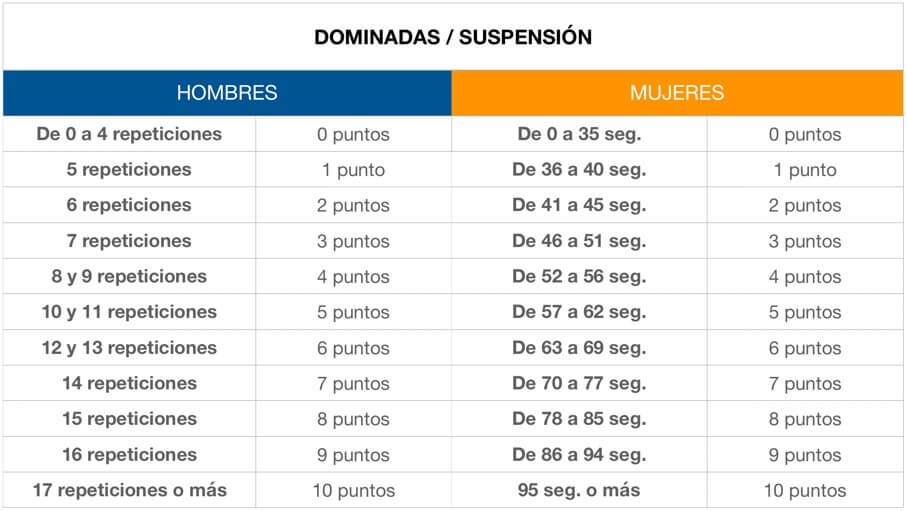 DOMINADAS / SUSPENSIÓN
HOMBRES MUJERES
De 0 a 4 repeticiones 0 puntos De 0 a 35 seg. 0 puntos
5 repeticiones 1 punto De 36 a 40 seg. 1 punto
6 repeticiones 2 puntos De 41 a 45 seg. 2 puntos
7 repeticiones 3 puntos De 46 a 51 seg. 3 puntos
8 y 9 repeticiones 4 puntos De 52 a 56 seg. 4 puntos
10 y 11 repeticiones 5 puntos De 57 a 62 seg. 5 puntos
12 y 13 repeticiones 6 puntos De 63 a 69 seg. 6 puntos
14 repeticiones 7 puntos De 70 a 77 seg. 7 puntos
15 repeticiones 8 puntos De 78 a 85 seg. 8 puntos
16 repeticiones 9 puntos De 86 a 94 seg. 9 puntos
17 repeticiones o más 10 puntos 95 seg. o más 10 puntos